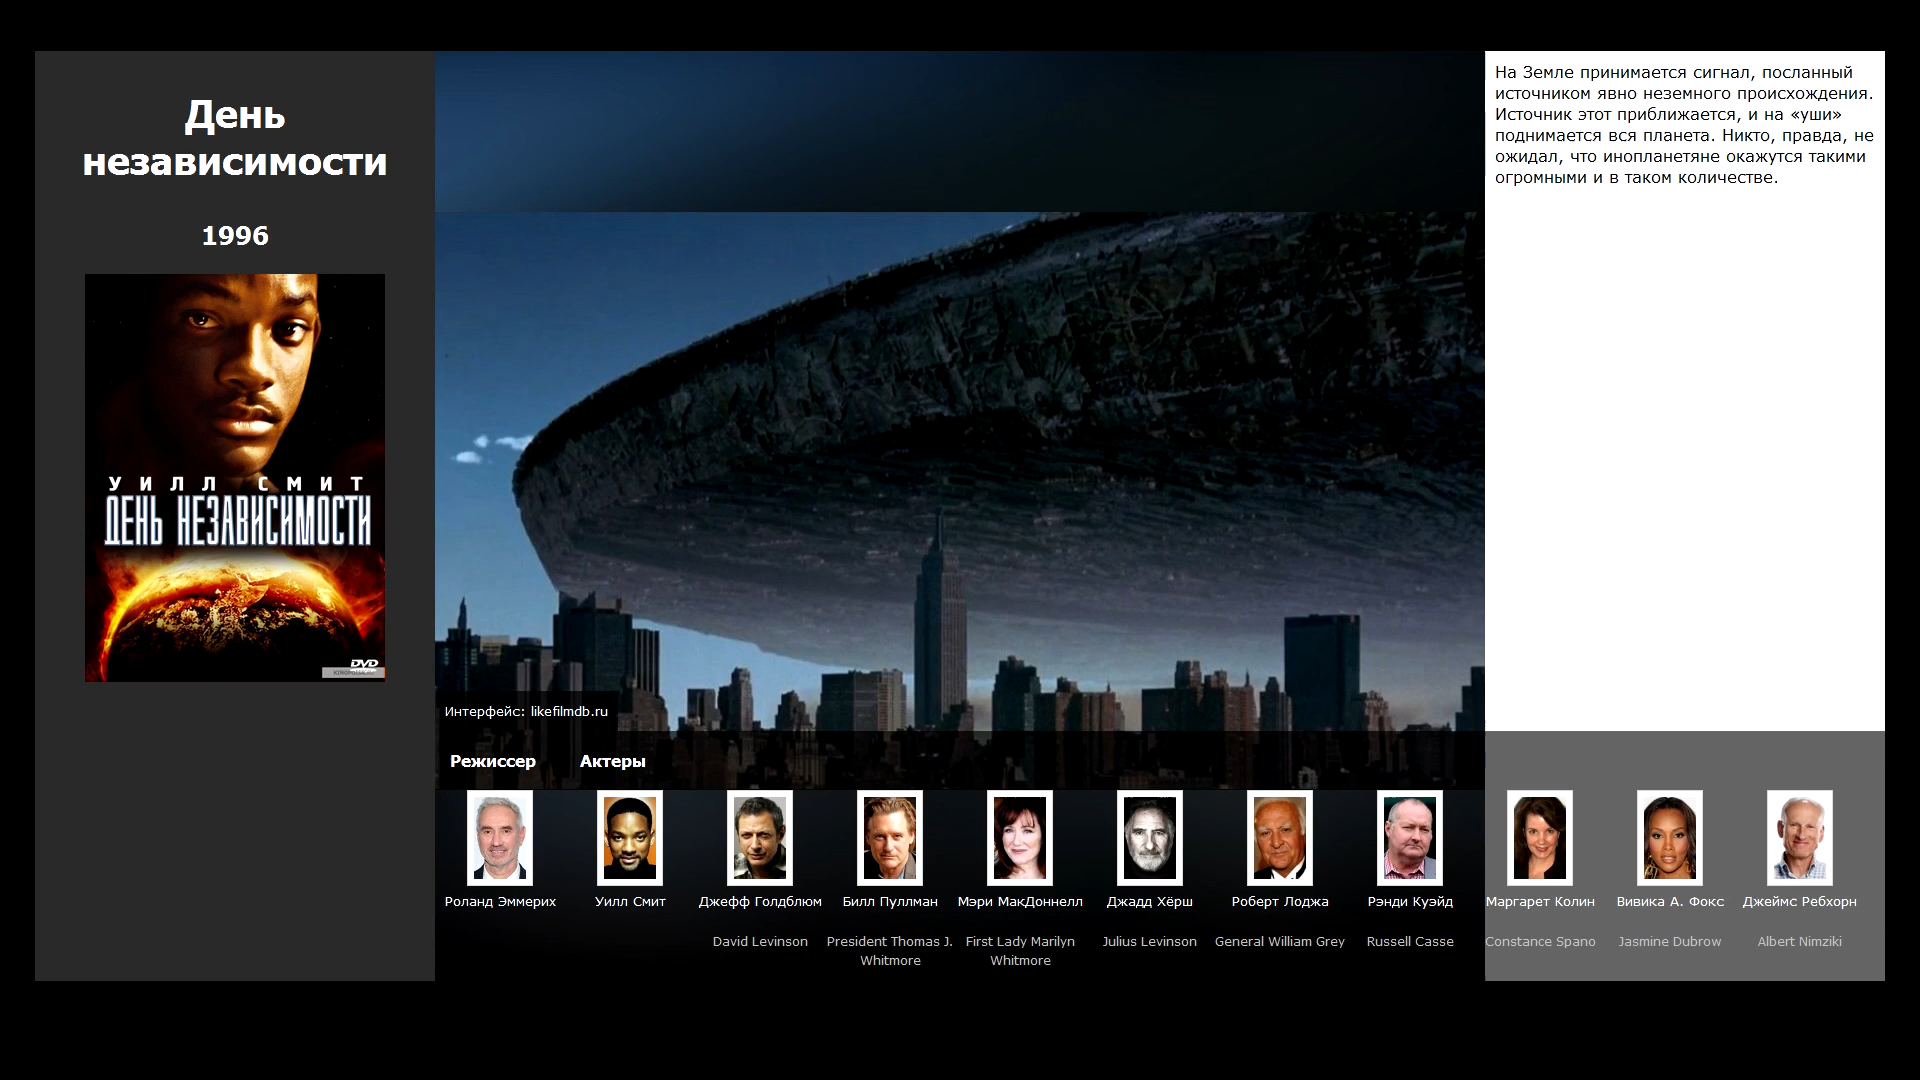 День
независимости
1996
УИЛЛ СМИТ
ДЕНЬ НЕЗАВИСИМОСТИ
DVD
Интерфейс: likefilmdb.ru
На Земле принимается сигнал, посланный
источником явно неземного происхождения.
Источник этот приближается, и на «уши»
поднимается вся планета. Никто, правда, не
ожидал, что инопланетяне окажутся такими
огромными и в таком количестве.
Режиссер
Актеры
Роланд Эммерих
Уилл Смит
Джефф Голдблюм
David Levinson
Билл Пуллман
President Thomas J.
Whitmore
Мэри МакДоннелл
First Lady Marilyn
Whitmore
Джадд Хёрш
Julius Levinson
Роберт Лоджа
General William Grey
Рэнди Куэйд
Russell Casse
Маргарет Колин
Constance Spano
Вивика А. Фокс
Jasmine Dubrow
Джеймс Ребхорн
Albert Nimziki